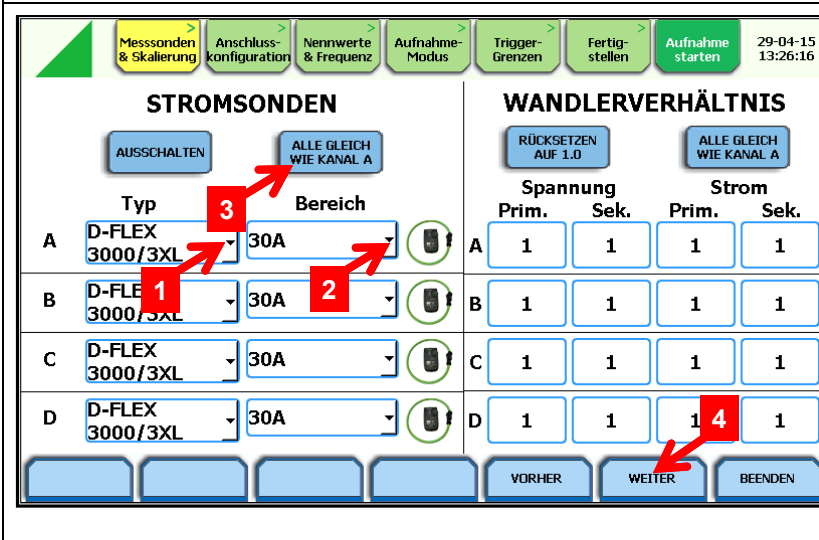 Messsonden & Skalierung >
Anschluss-konfiguration >
Nennwerte & Frequenz >
Aufnahme-Modus >
Trigger-Grenzen >
Fertig-stellen >
Aufnahme starten
29-04-15
13:26:16
STROMSONDEN
AUSSCHALTEN
ALLE GLEICH
WIE KANAL A
3
Typ Bereich
A D-FLEX 3000/3XL 30A
1 2
B D-FLE 3000/3XL 30A
C D-FLEX 3000/3XL 30A
D D-FLEX 3000/3XL 30A
WANDLERVERHÄLTNIS
RÜCKSETZEN
AUF 1.0
ALLE GLEICH
WIE KANAL A
Spannung Strom
Prim. Sek. Prim. Sek.
A 1 1 1 1
B 1 1 1 1
C 1 1 1 1
D 1 1 1 1
4
VORHER WEITER BEENDEN